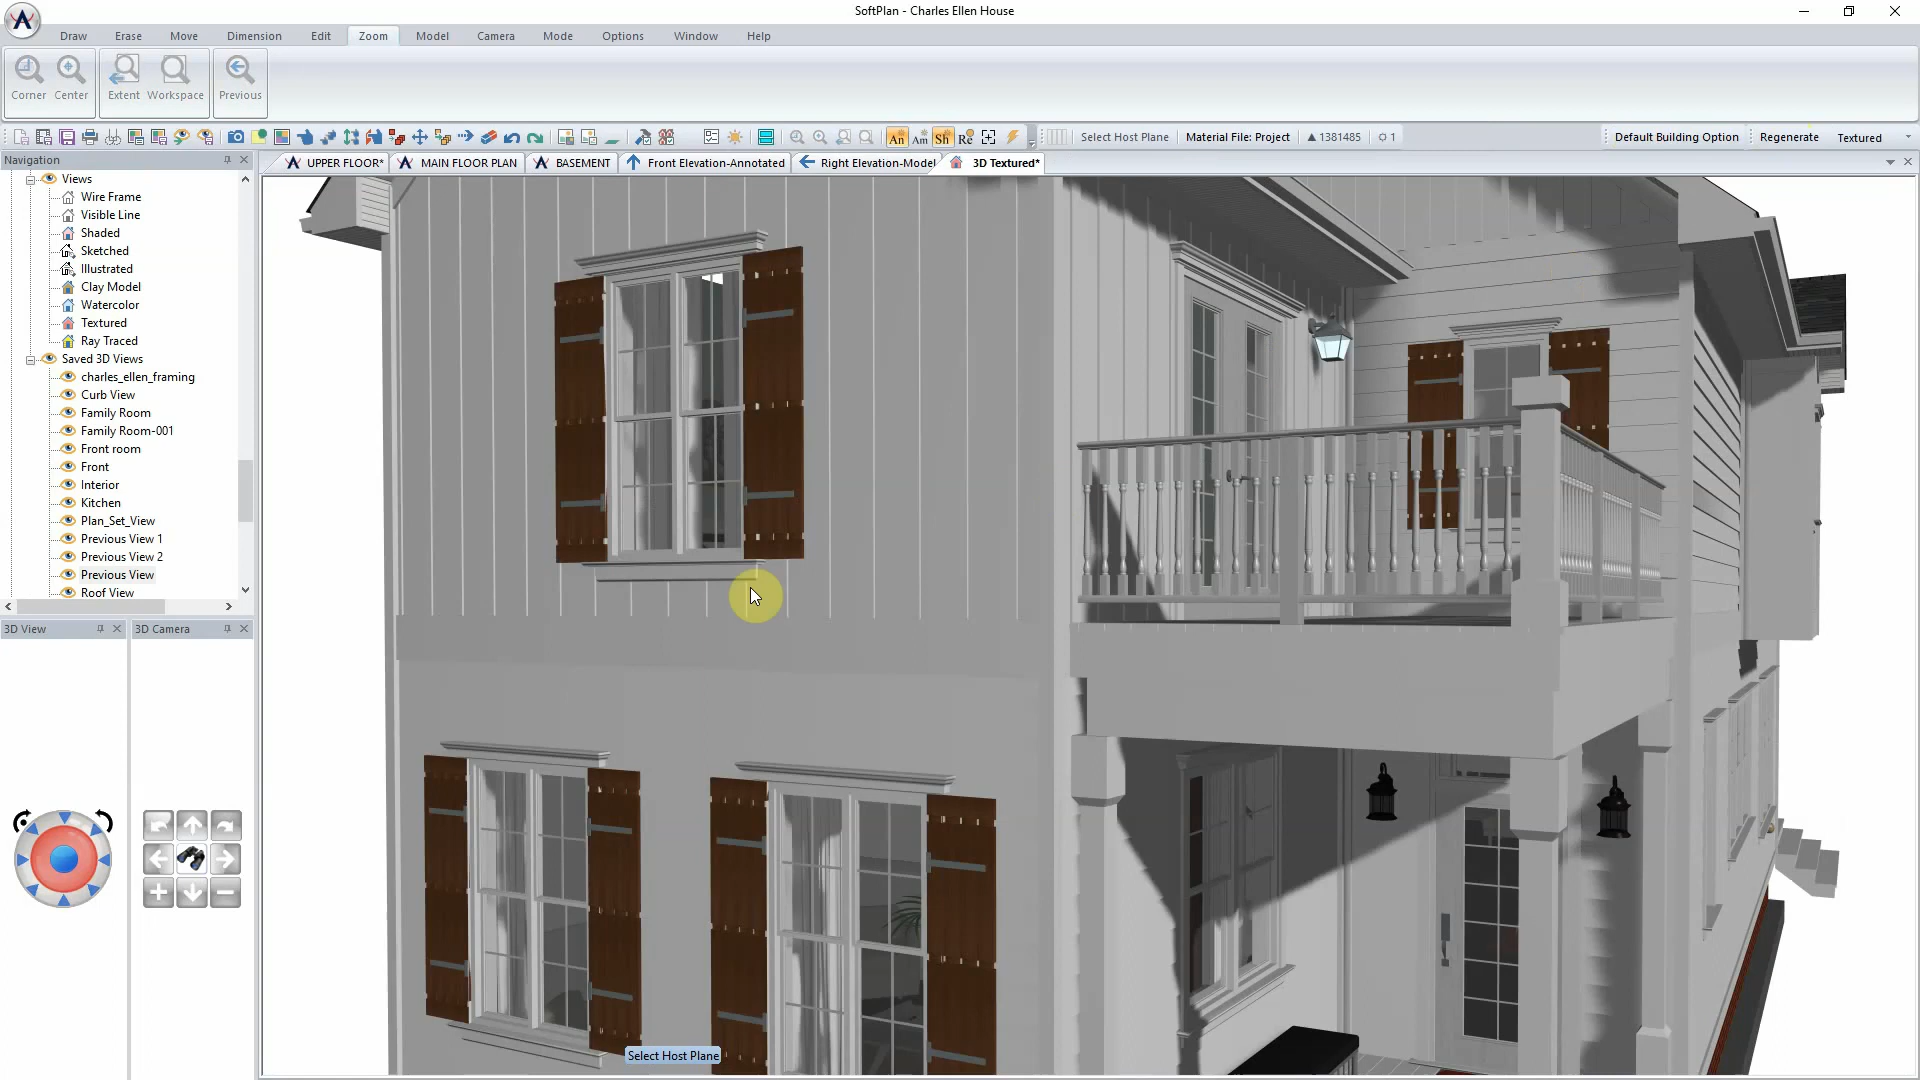 SoftPlan - Charles Ellen House
Draw Erase Move Dimension Edit Zoom Model Camera Mode Options Window Help
Corner Center Extent Workspace Previous
An Am Sh Re Select Host Plane Material File: Project 1381485 1 Default Building Option Regenerate Textured
Navigation
UPPER FLOOR* MAIN FLOOR PLAN BASEMENT Front Elevation-Annotated Right Elevation-Model 3D Textured*
Views
Wire Frame
Visible Line
Shaded
Sketched
Illustrated
Clay Model
Watercolor
Textured
Ray Traced
Saved 3D Views
charles_ellen_framing
Curb View
Family Room
Family Room-001
Front room
Front
Interior
Kitchen
Plan_Set_View
Previous View 1
Previous View 2
Previous View
Roof View
3D View 3D Camera
Select Host Plane